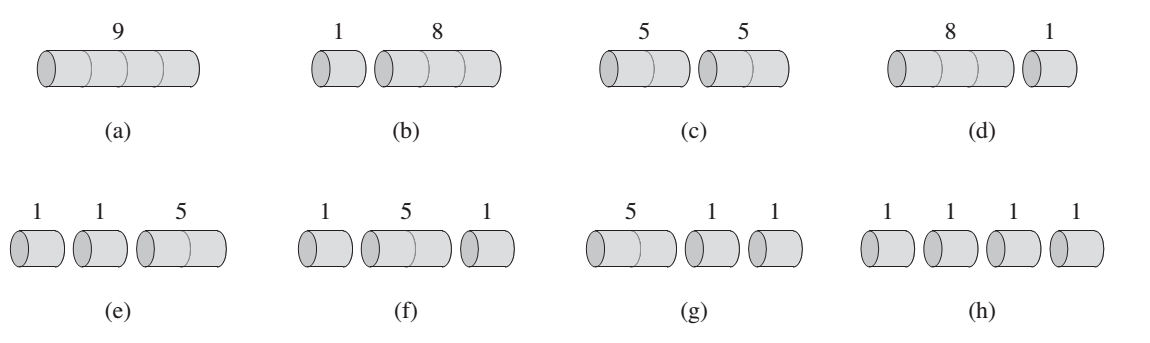 9 1 8 5 5 8 1
(a) (b) (c) (d)
1 1 5 1 5 1 5 1 1 1 1 1 1
(e) (f) (g) (h)